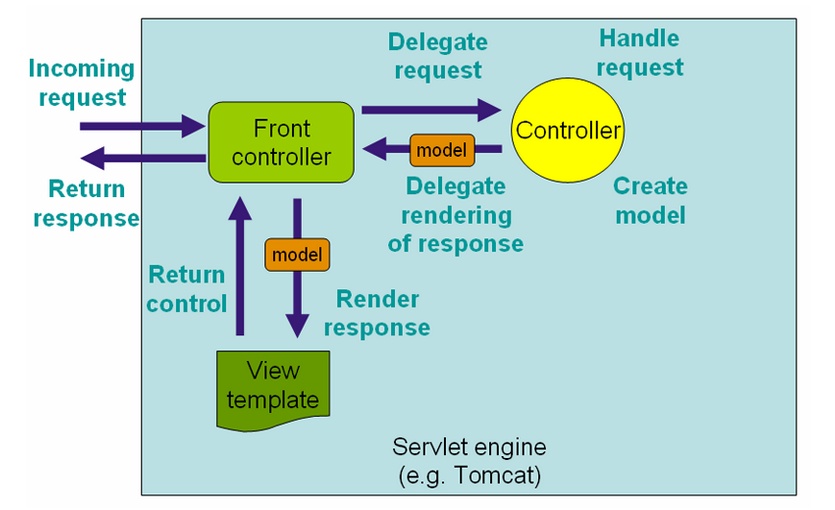 Incoming
request
Return
response
Front
controller
Delegate
request
model
Delegate
rendering
of response
Handle
request
Controller
Create
model
Return
control
model
Render
response
View
template
Servlet engine
(e.g. Tomcat)